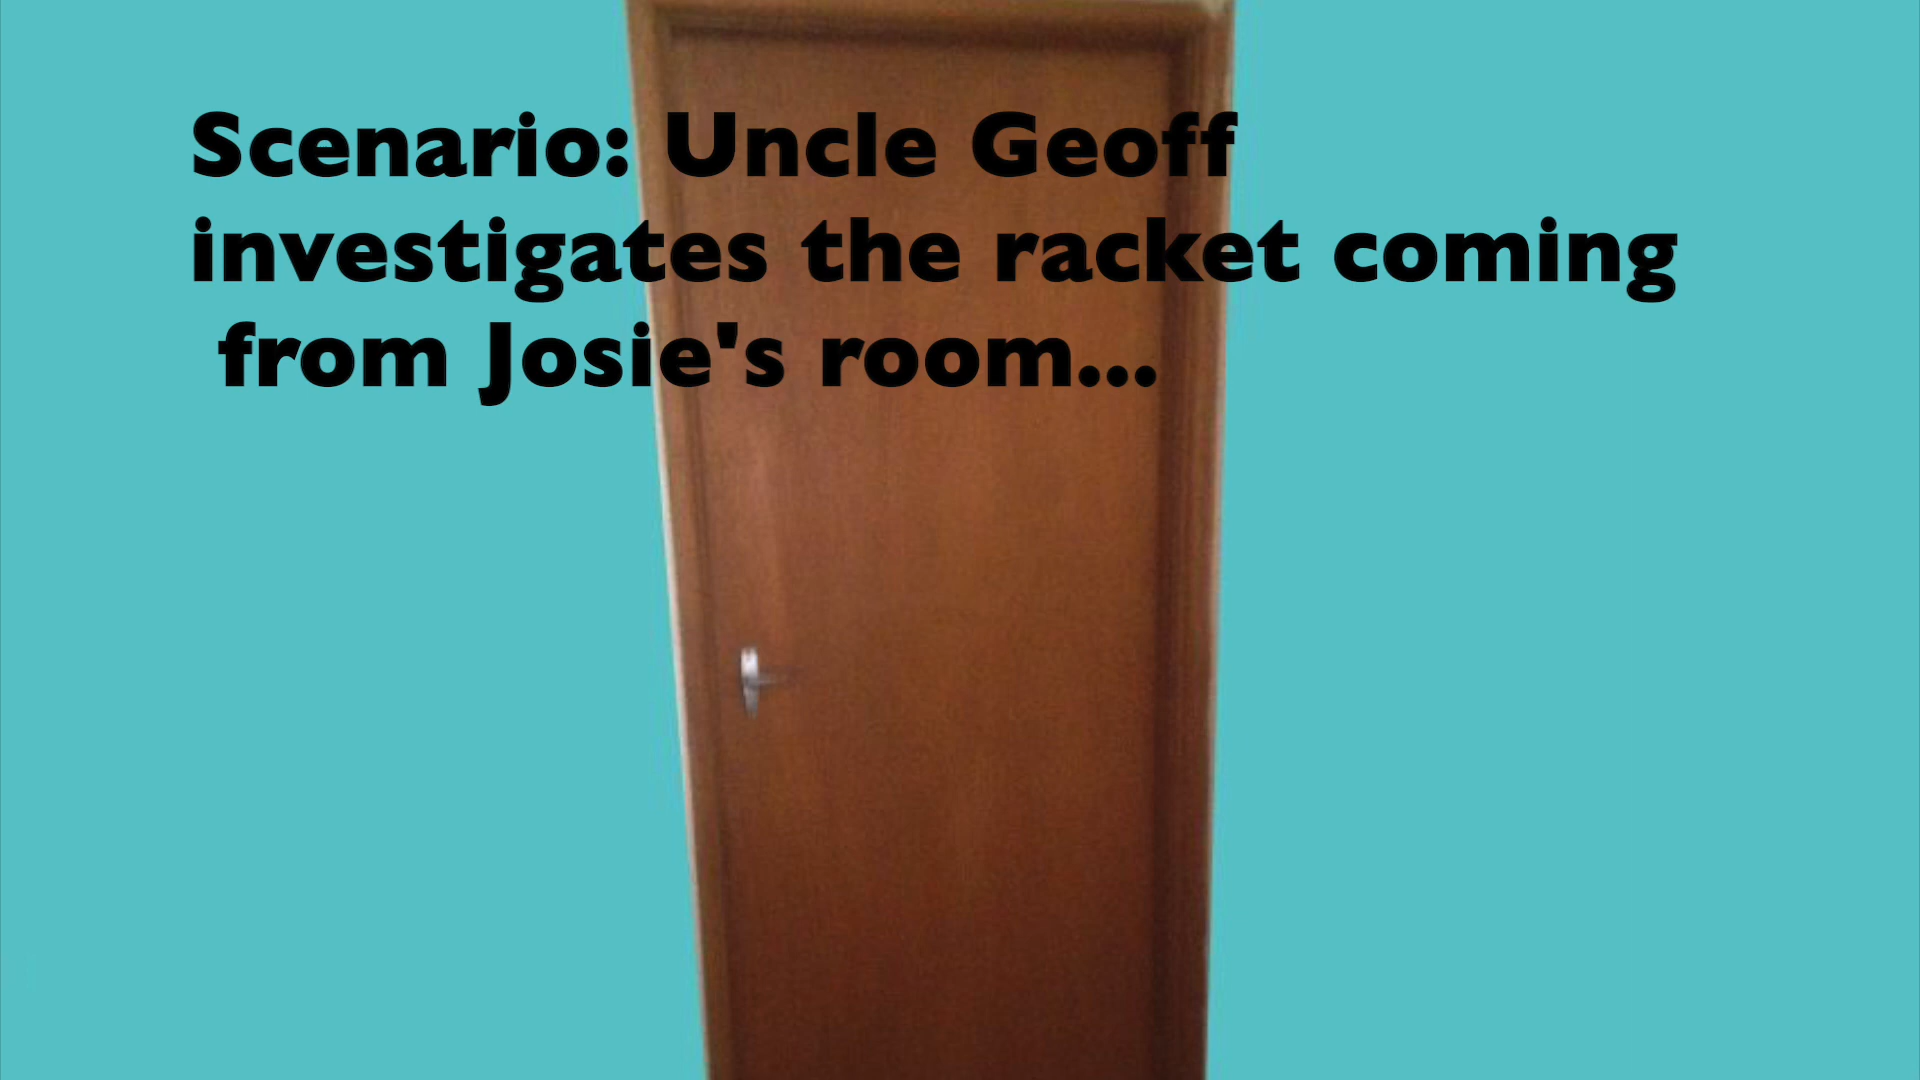 Scenario: Uncle Geoff
investigates the racket coming
from Josie's room...